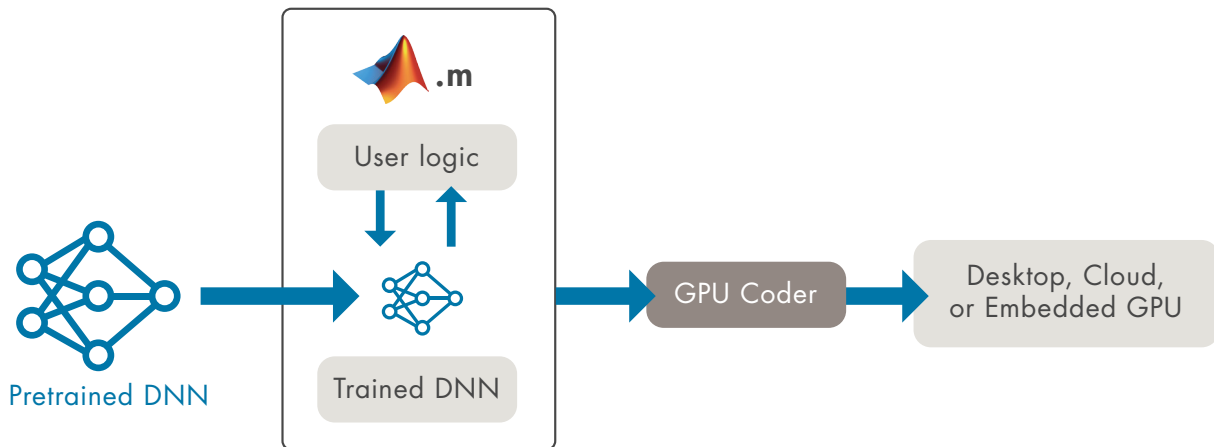 .m
User logic
Pretrained DNN
Trained DNN
GPU Coder
Desktop, Cloud,
or Embedded GPU